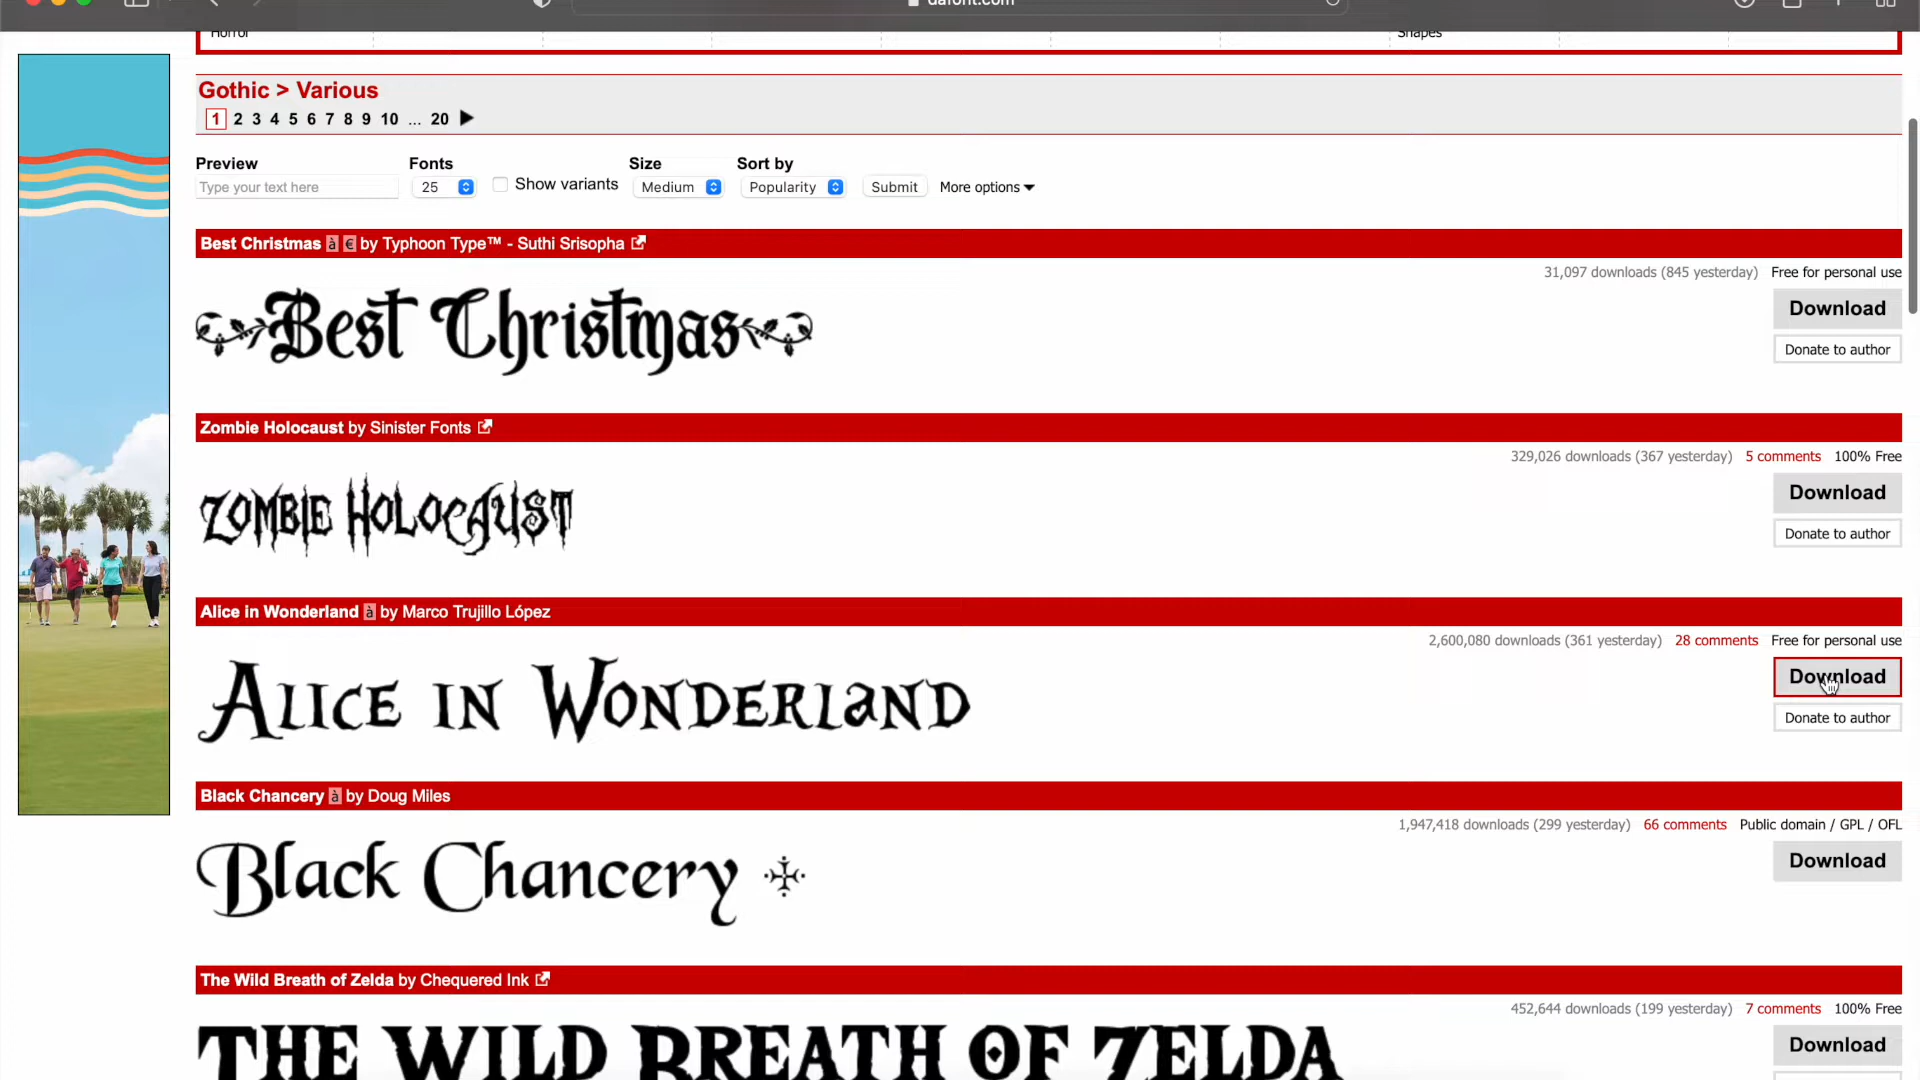 dafont.com
Horror
Shapes
Gothic > Various
1 2 3 4 5 6 7 8 9 10 ... 20
Preview
Fonts
Size
Sort by
Type your text here
25
Show variants
Medium
Popularity
Submit
More options
Best Christmas à € by Typhoon Type™ - Suthi Srisopha
31,097 downloads (845 yesterday) Free for personal use
Best Christmas
Download
Donate to author
Zombie Holocaust by Sinister Fonts
329,026 downloads (367 yesterday) 5 comments 100% Free
Zombie Holocaust
Download
Donate to author
Alice in Wonderland à by Marco Trujillo López
2,600,080 downloads (361 yesterday) 28 comments Free for personal use
Alice in Wonderland
Download
Donate to author
Black Chancery à by Doug Miles
1,947,418 downloads (299 yesterday) 66 comments Public domain / GPL / OFL
Black Chancery
Download
The Wild Breath of Zelda by Chequered Ink
452,644 downloads (199 yesterday) 7 comments 100% Free
THE WILD BREATH OF ZELDA
Download